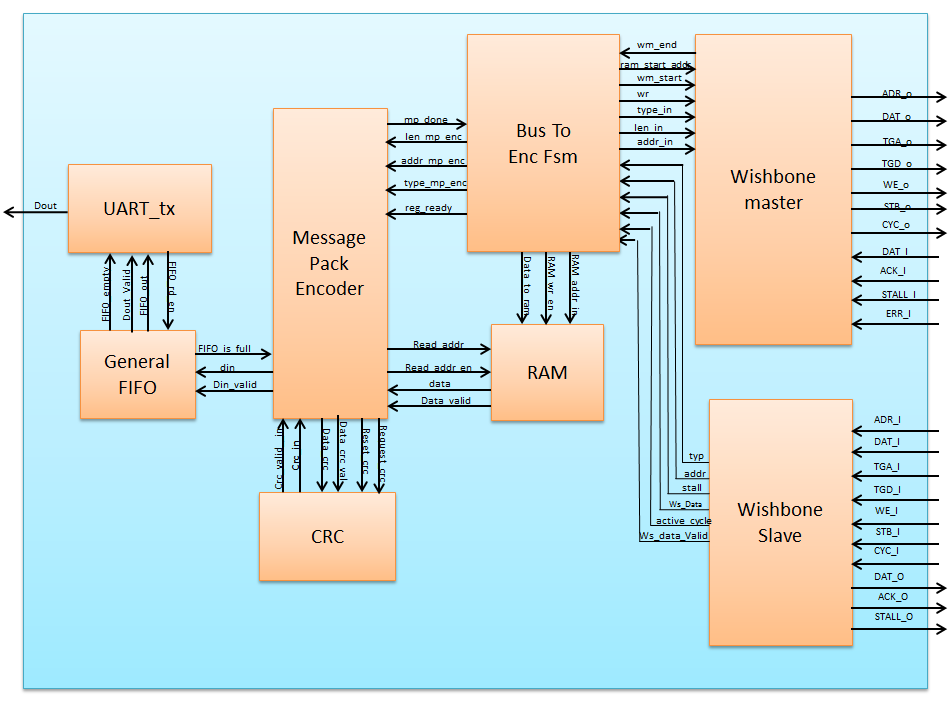 wm_end
ram_start_addr
wm_start
wr
type_in
len_in
addr_in
Bus To
Enc Fsm
Wishbone
master
ADR_o
DAT_o
TGA_o
TGD_o
WE_o
STB_o
CYC_o
DAT_I
ACK_I
STALL_I
ERR_I
mp_done
len_mp_enc
addr_mp_enc
type_mp_enc
reg_ready
Dout
UART_tx
Message
Pack
Encoder
FIFO_empty
Dout_Valid
FIFO_out
FIFO_rd_en
Data_to_ram
RAM_wr_en
RAM_addr_in
General
FIFO
FIFO_is_full
din
Din_valid
Read_addr
Read_addr_en
data
Data_valid
RAM
Crc_valid_in
Crc_in
Data_crc
Data_crc_val
Reset_crc
Request_crc
CRC
typ
addr
stall
Ws_Data
active_cycle
Ws_data_Valid
Wishbone
Slave
ADR_I
DAT_I
TGA_I
TGD_I
WE_I
STB_I
CYC_I
DAT_O
ACK_O
STALL_O